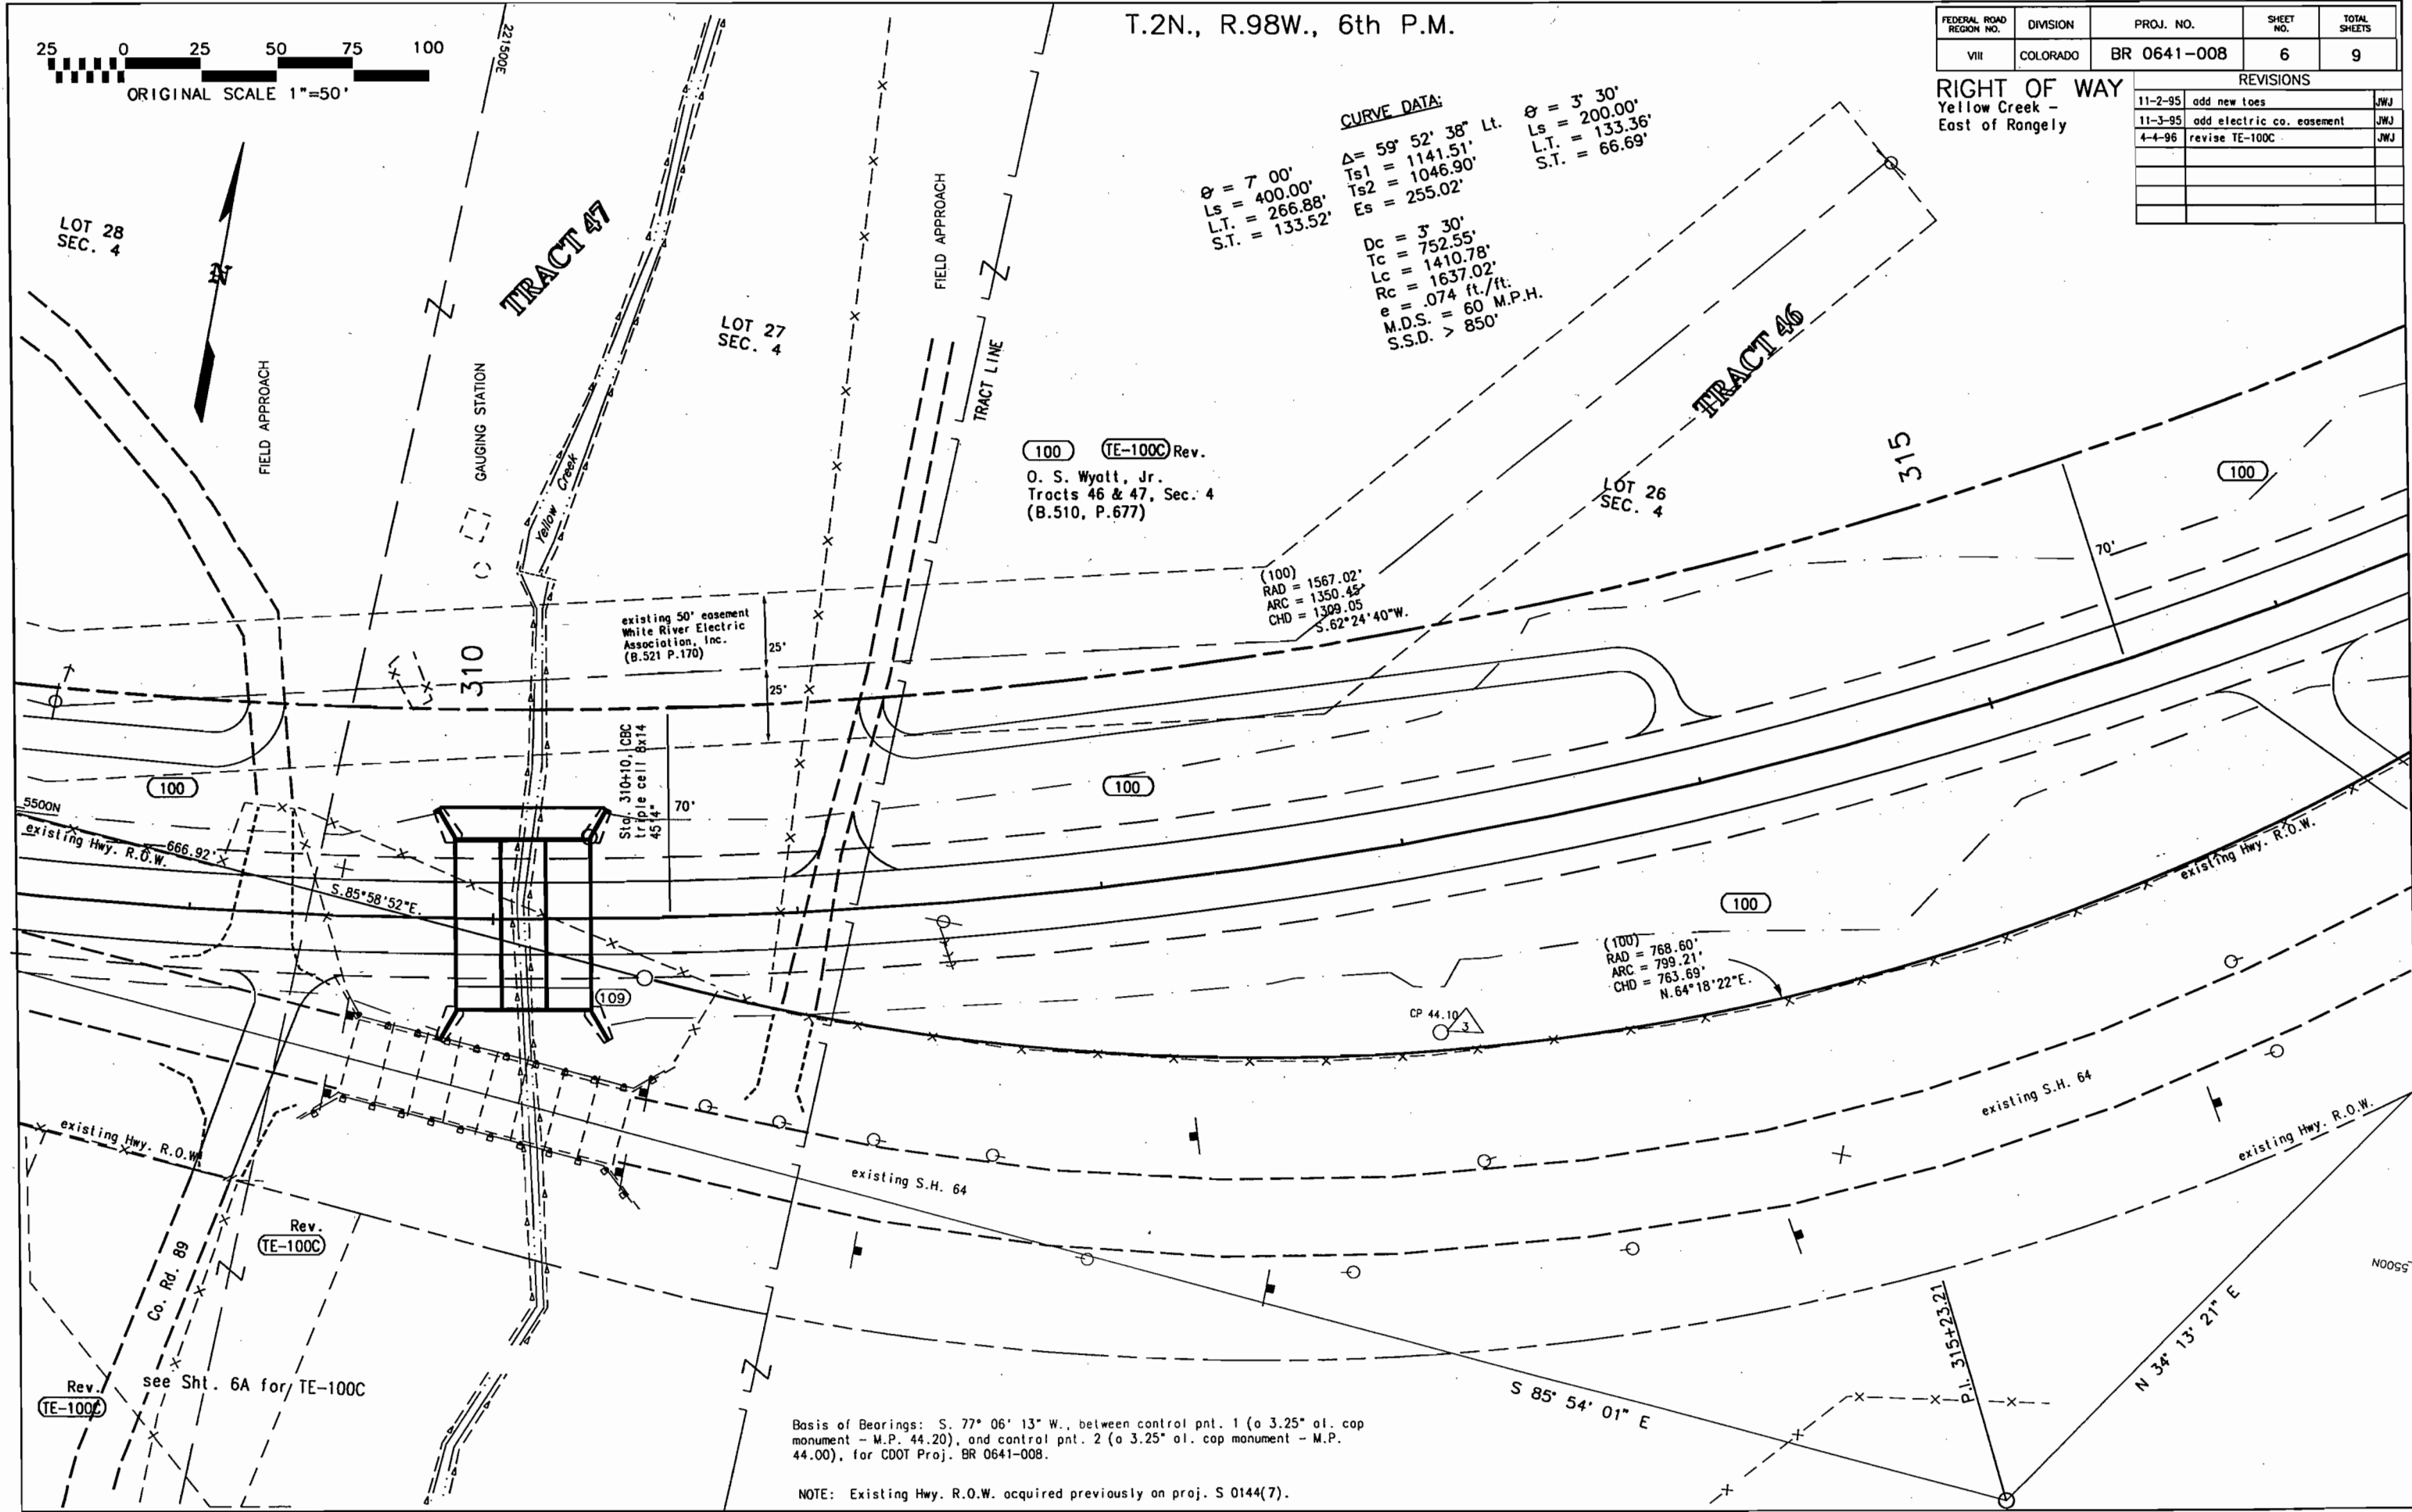 T.2N., R.98W., 6th P.M.
FEDERAL ROAD REGION NO.
DIVISION
PROJ. NO.
SHEET NO.
TOTAL SHEETS
VIII
COLORADO
BR 0641-008
6
9
RIGHT OF WAY
Yellow Creek -
East of Rangely
REVISIONS
11-2-95 add new toes JWJ
11-3-95 add electric co. easement JWJ
4-4-96 revise TE-100C JWJ
25 0 25 50 75 100
ORIGINAL SCALE 1"=50'
221500E
CURVE DATA:
θ = 7° 00'
Ls = 400.00'
L.T. = 266.88'
S.T. = 133.52'
Δ= 59° 52' 38" Lt.
Ts1 = 1141.51'
Ts2 = 1046.90'
Es = 255.02'
θ = 3° 30'
Ls = 200.00'
L.T. = 133.36'
S.T. = 66.69'
Dc = 3° 30'
Tc = 752.55'
Lc = 1410.78'
Rc = 1637.02'
e = .074 ft./ft.
M.D.S. = 60 M.P.H.
S.S.D. > 850'
LOT 28
SEC. 4
N
TRACT 47
FIELD APPROACH
GAUGING STATION
Yellow Creek
LOT 27
SEC. 4
FIELD APPROACH
TRACT LINE
TRACT 46
100 TE-100C Rev.
O. S. Wyatt, Jr.
Tracts 46 & 47, Sec. 4
(B.510, P.677)
LOT 26
SEC. 4
315
100
70'
(100)
RAD = 1567.02'
ARC = 1350.45'
CHD = 1309.05
S.62°24'40"W.
existing 50' easement
White River Electric
Association, Inc.
(B.521 P.170)
25'
25'
310
Sta. 310+10, CBC
triple cell 8x14
45'4"
70'
100
100
5500N
existing Hwy. R.O.W.
666.92'
S.85°58'52"E.
109
100
(100)
RAD = 768.60'
ARC = 799.21'
CHD = 763.69'
N.64°18'22"E.
CP 44.10
3
existing Hwy. R.O.W.
existing Hwy. R.O.W.
existing S.H. 64
existing S.H. 64
existing Hwy. R.O.W.
Rev.
TE-100C
Co. Rd. 89
see Sht. 6A for TE-100C
Rev.
TE-100C
5500N
P.I. 315+23.21
N 34° 13' 21" E
S 85° 54' 01" E
Basis of Bearings: S. 77° 06' 13" W., between control pnt. 1 (a 3.25" al. cap
monument - M.P. 44.20), and control pnt. 2 (a 3.25" al. cap monument - M.P.
44.00), for CDOT Proj. BR 0641-008.
NOTE: Existing Hwy. R.O.W. acquired previously on proj. S 0144(7).